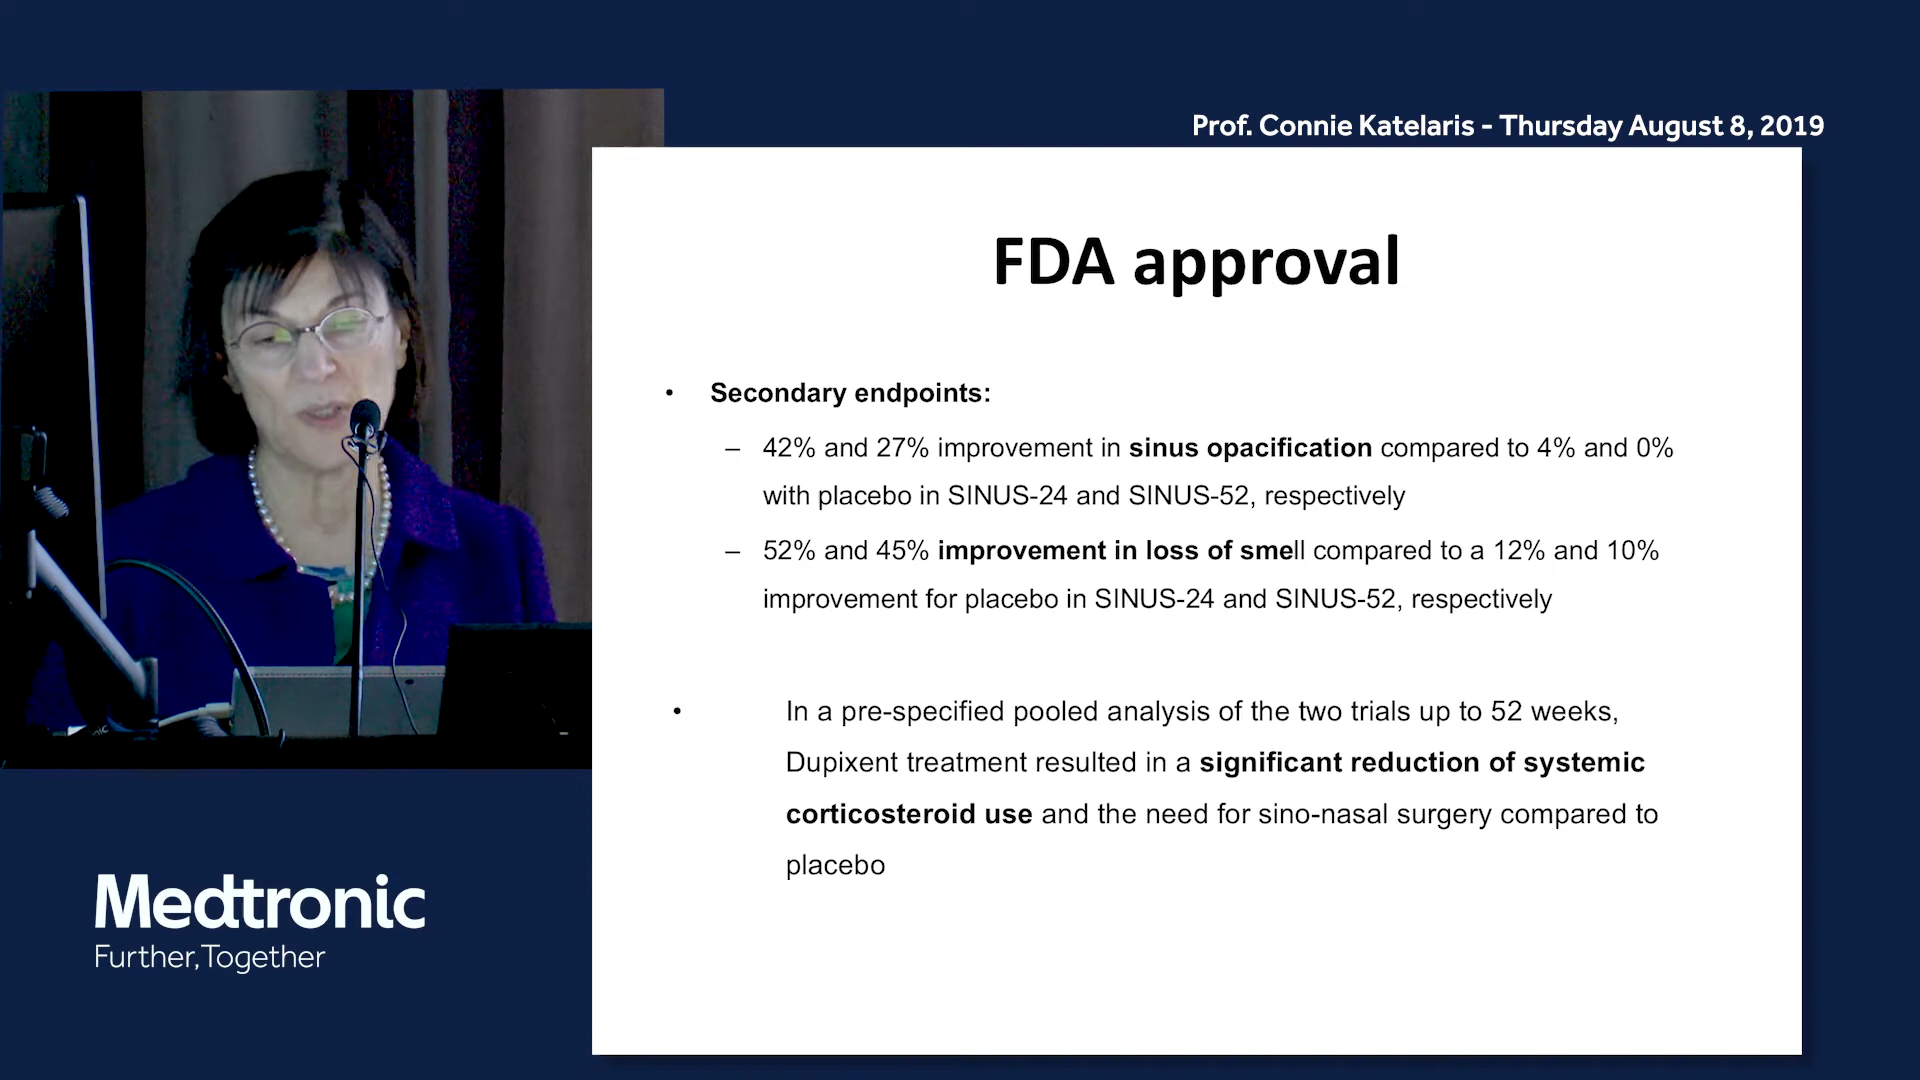 Prof. Connie Katelaris - Thursday August 8, 2019
FDA approval
• Secondary endpoints:
– 42% and 27% improvement in sinus opacification compared to 4% and 0%
with placebo in SINUS-24 and SINUS-52, respectively
– 52% and 45% improvement in loss of smell compared to a 12% and 10%
improvement for placebo in SINUS-24 and SINUS-52, respectively
• In a pre-specified pooled analysis of the two trials up to 52 weeks,
Dupixent treatment resulted in a significant reduction of systemic
corticosteroid use and the need for sino-nasal surgery compared to
placebo
Medtronic
Further, Together